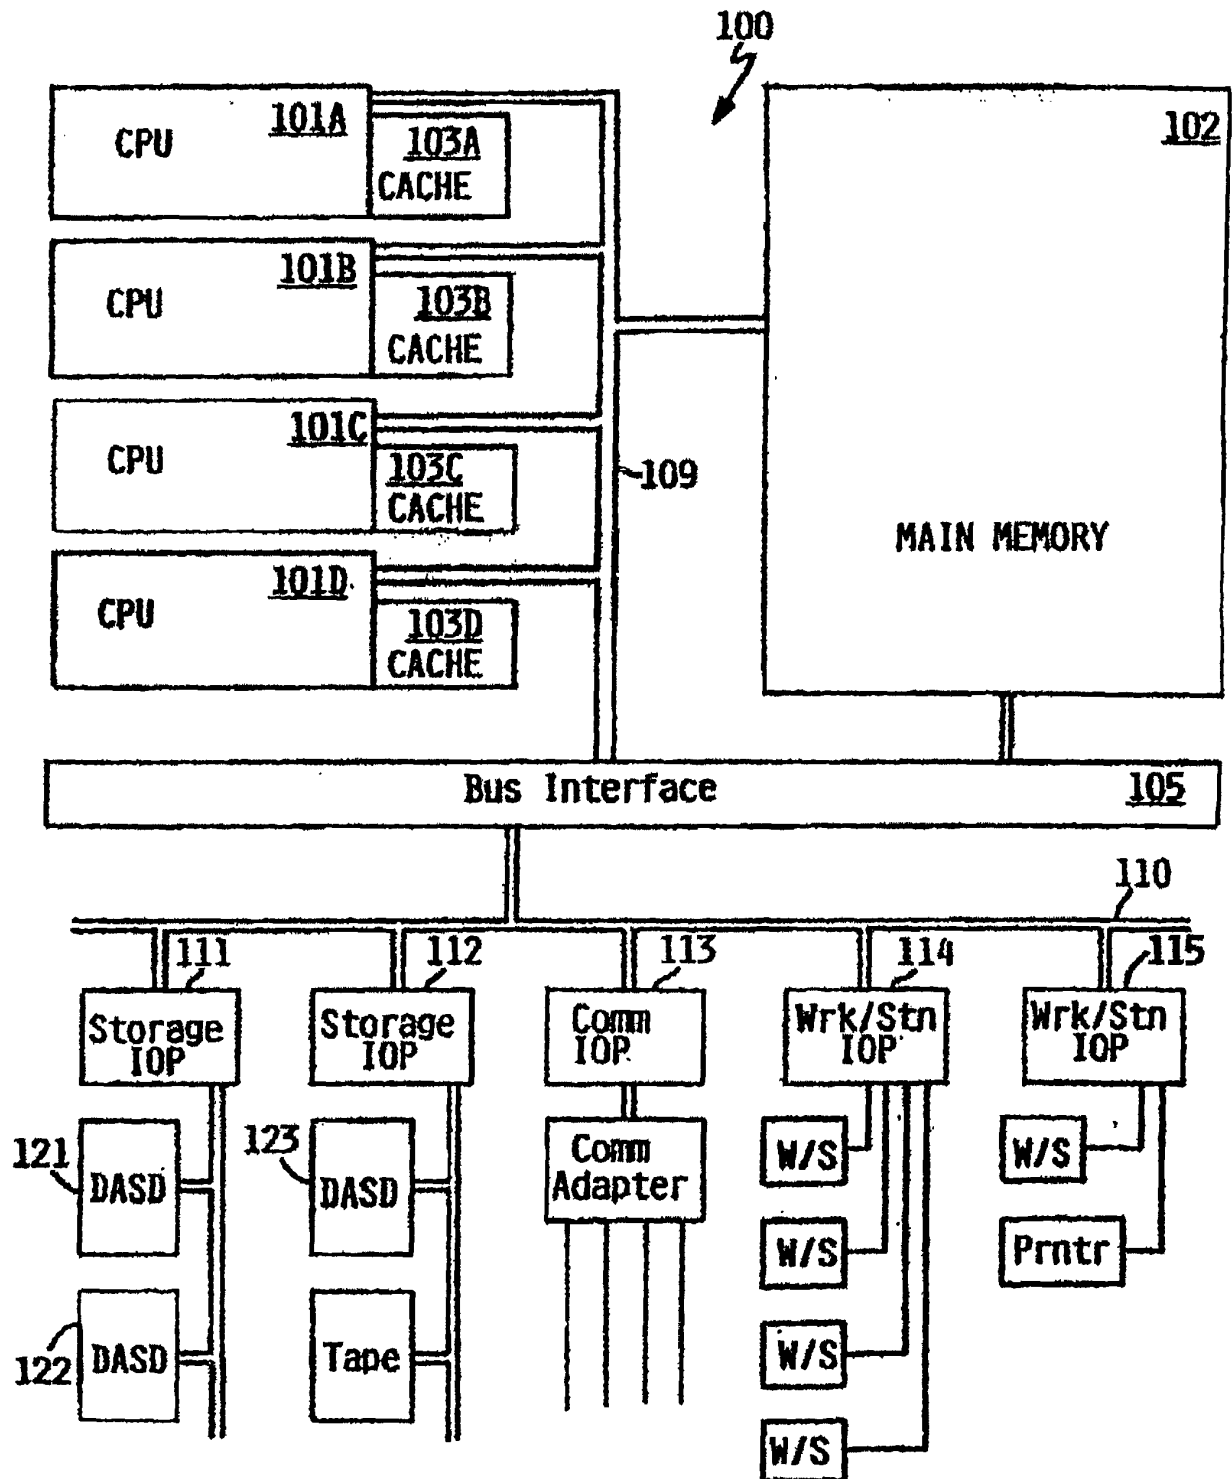 100
101A
CPU
103A
CACHE
102
101B
CPU
103B
CACHE
101C
CPU
103C
CACHE
109
MAIN MEMORY
101D
CPU
103D
CACHE
Bus Interface
105
110
111
112
113
114
115
Storage
IOP
Storage
IOP
Comm
IOP
Wrk/Stn
IOP
Wrk/Stn
IOP
121
DASD
123
DASD
Comm
Adapter
W/S
W/S
W/S
Prntr
122
DASD
Tape
W/S
W/S